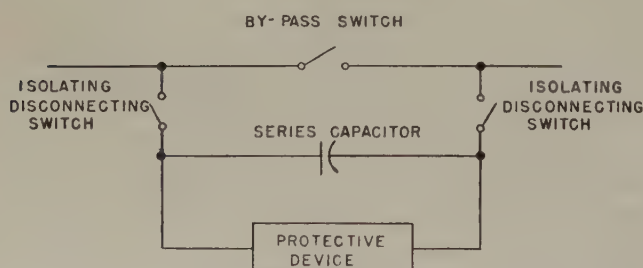 BY-PASS SWITCH
ISOLATING
DISCONNECTING
SWITCH
ISOLATING
DISCONNECTING
SWITCH
SERIES CAPACITOR
PROTECTIVE
DEVICE